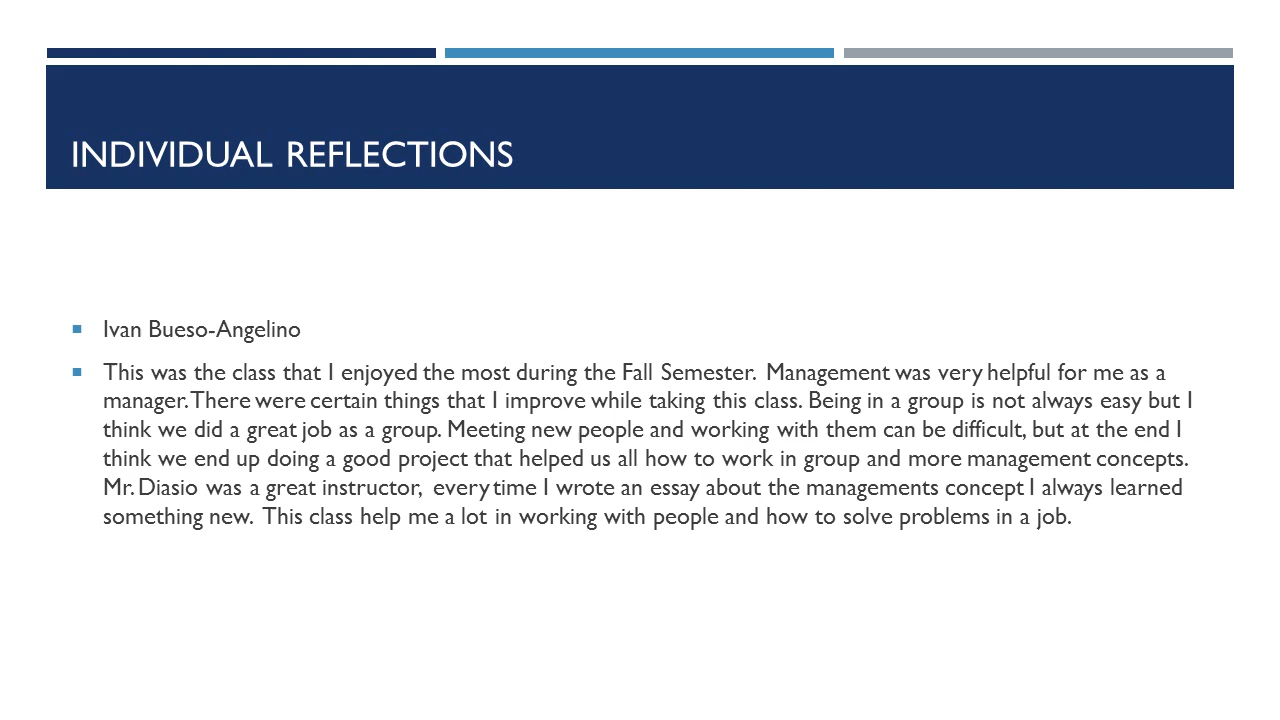 INDIVIDUAL REFLECTIONS
Ivan Bueso-Angelino
This was the class that I enjoyed the most during the Fall Semester.  Management was very helpful for me as a
manager. There were certain things that I improve while taking this class. Being in a group is not always easy but I
think we did a great job as a group. Meeting new people and working with them can be difficult, but at the end I
think we end up doing a good project that helped us all how to work in group and more management concepts.
Mr. Diasio was a great instructor,  every time I wrote an essay about the managements concept I always learned
something new.  This class help me a lot in working with people and how to solve problems in a job.